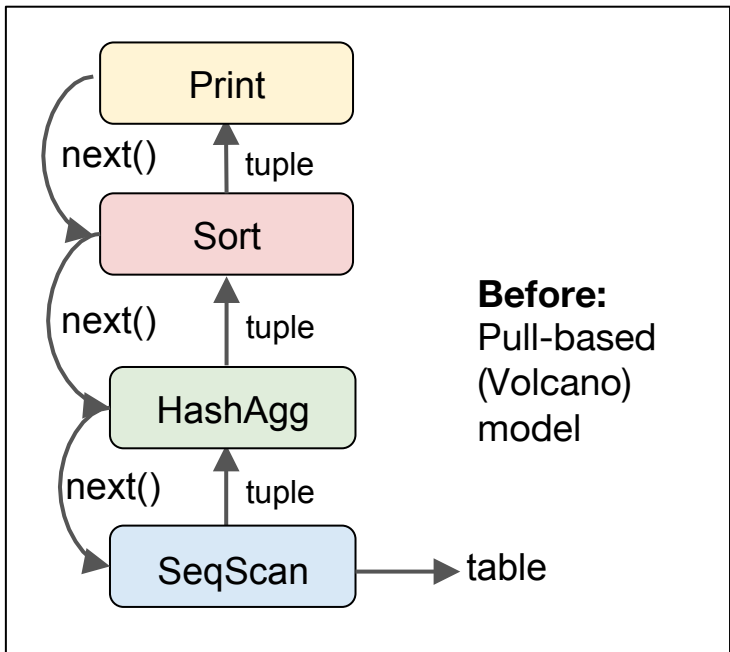 Print
next()
tuple
Sort
next()
tuple
HashAgg
next()
tuple
SeqScan
table
Before:
Pull-based
(Volcano)
model